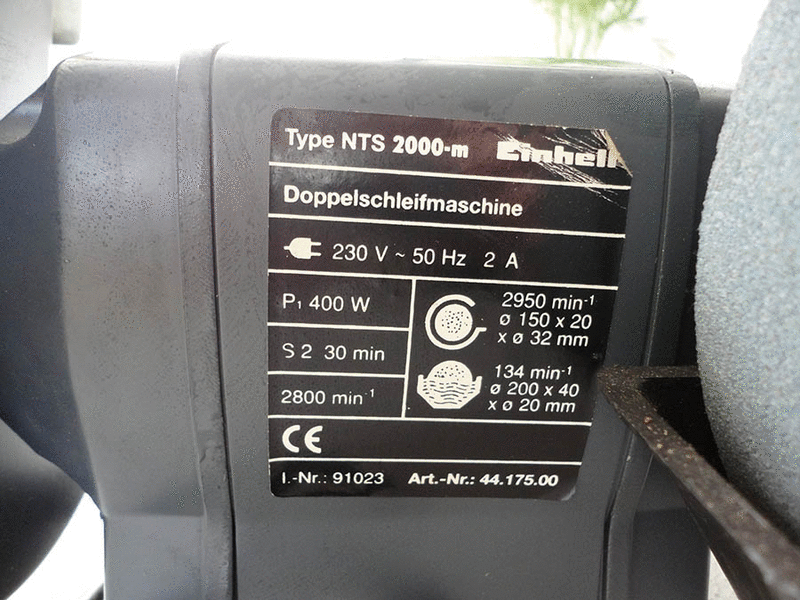 Type NTS 2000-m Einhell
Doppelschleifmaschine
230 V ~ 50 Hz 2 A
P₁ 400 W
S 2 30 min
2800 min⁻¹
2950 min⁻¹
ø 150 x 20
x ø 32 mm
134 min⁻¹
ø 200 x 40
x ø 20 mm
CE
I.-Nr.: 91023 Art.-Nr.: 44.175.00